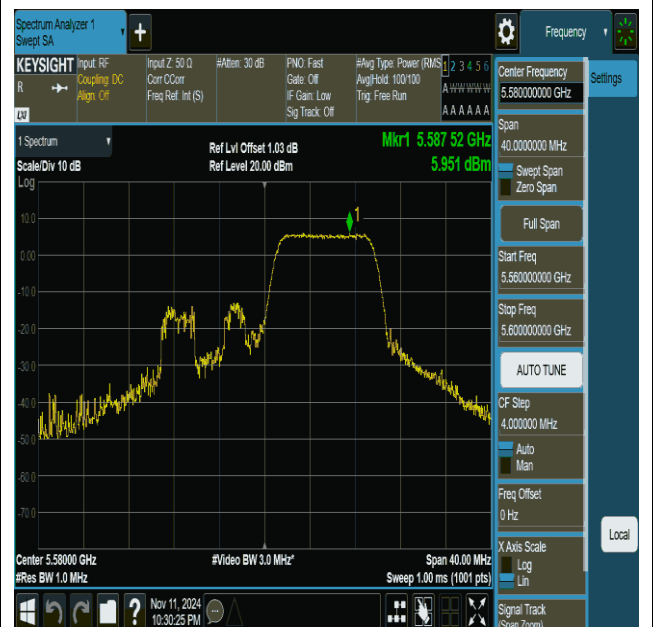 Spectrum Analyzer 1
Swept SA
Frequency
KEYSIGHT
R
LXI
Input: RF
Coupling: DC
Align: Off
Input Z: 50 Ω
Corr CCorr
Freq Ref: Int (S)
#Atten: 30 dB
PNO: Fast
Gate: Off
IF Gain: Low
Sig Track: Off
#Avg Type: Power (RMS
Avg|Hold: 100/100
Trig: Free Run
1 2 3 4 5 6
A W W W W W
A A A A A A
1 Spectrum
Scale/Div 10 dB
Ref Lvl Offset 1.03 dB
Ref Level 20.00 dBm
Mkr1 5.587 52 GHz
5.951 dBm
Log
1
10.0
0.00
-10.0
-20.0
-30.0
-40.0
-50.0
-60.0
-70.0
Center 5.58000 GHz
#Res BW 1.0 MHz
#Video BW 3.0 MHz*
Span 40.00 MHz
Sweep 1.00 ms (1001 pts)
Center Frequency
5.580000000 GHz
Settings
Span
40.0000000 MHz
Swept Span
Zero Span
Full Span
Start Freq
5.560000000 GHz
Stop Freq
5.600000000 GHz
AUTO TUNE
CF Step
4.000000 MHz
Auto
Man
Freq Offset
0 Hz
X Axis Scale
Log
Lin
Local
Signal Track
(Span Zoom)
?
Nov 11, 2024
10:30:25 PM